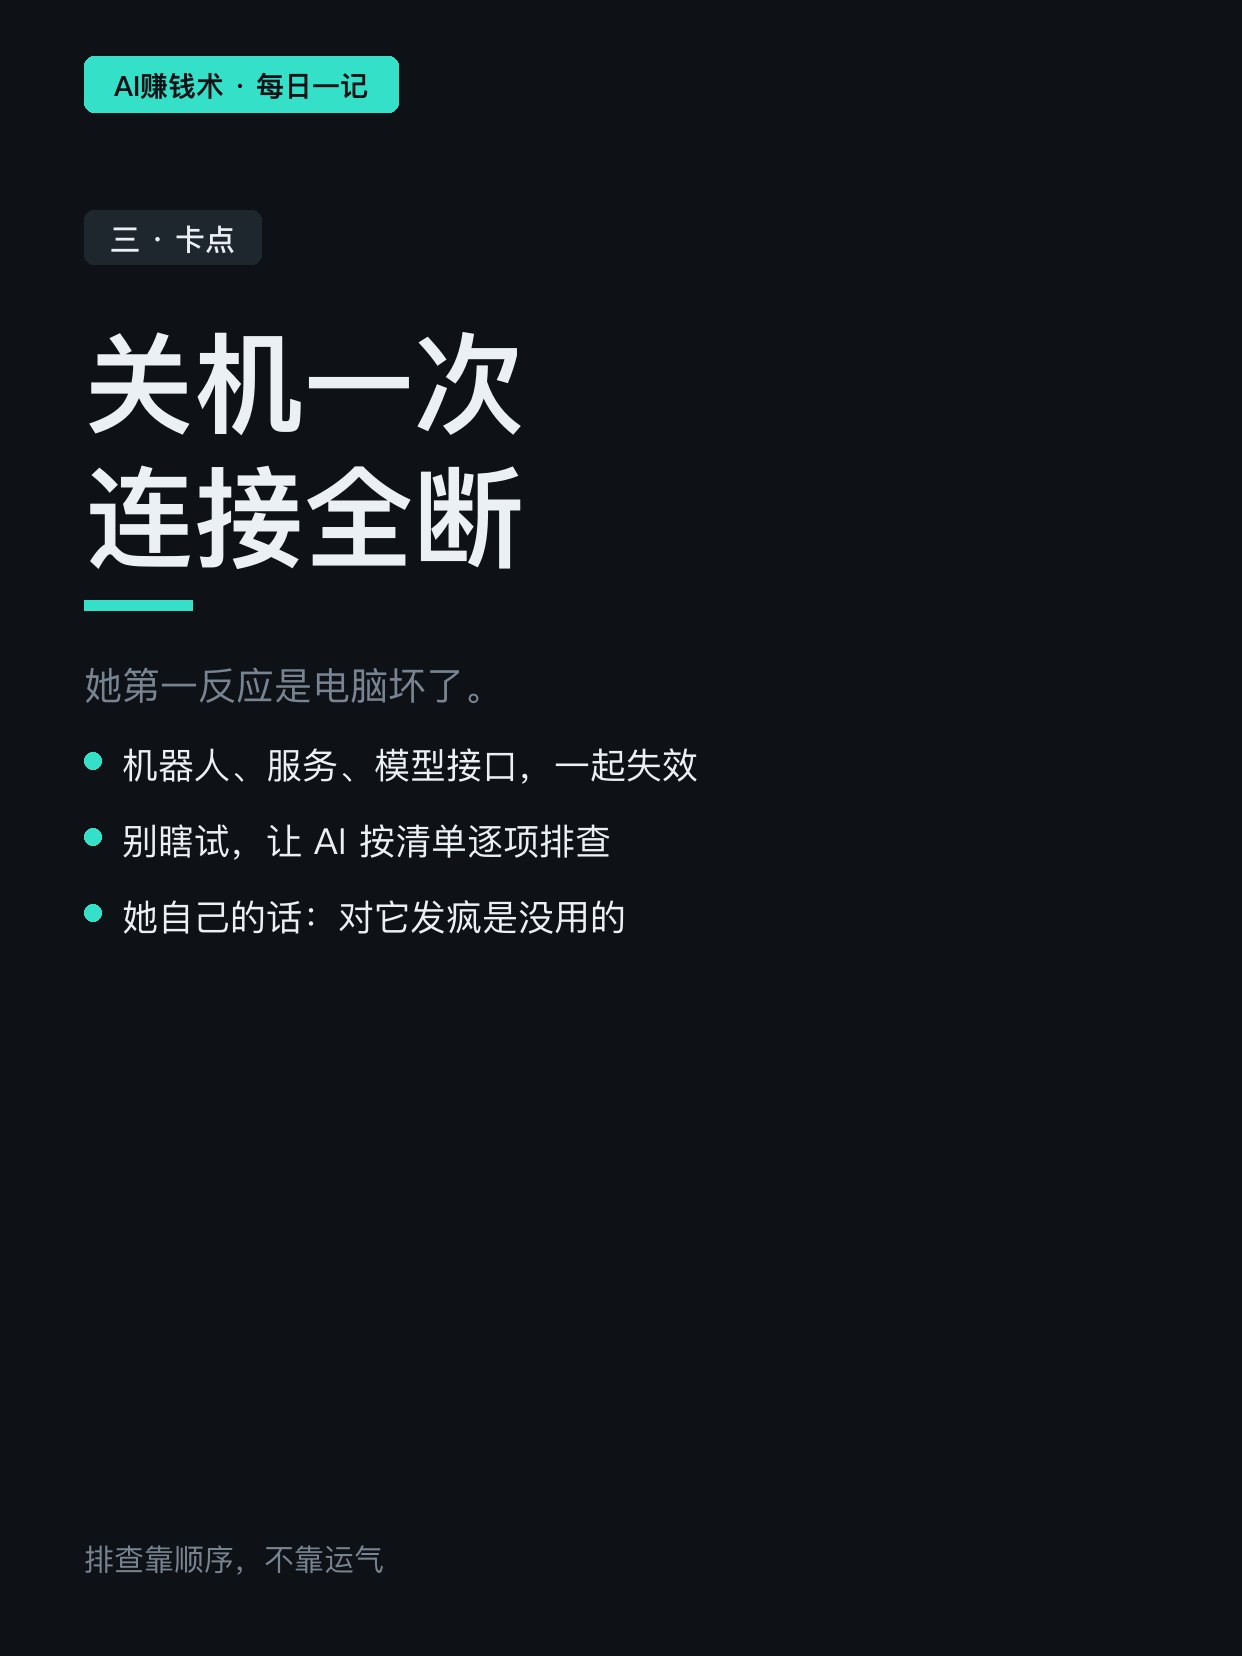 AI赚钱术 · 每日一记
三 · 卡点
关机一次
连接全断
她第一反应是电脑坏了。
机器人、服务、模型接口，一起失效
别瞎试，让 AI 按清单逐项排查
她自己的话：对它发疯是没用的
排查靠顺序，不靠运气